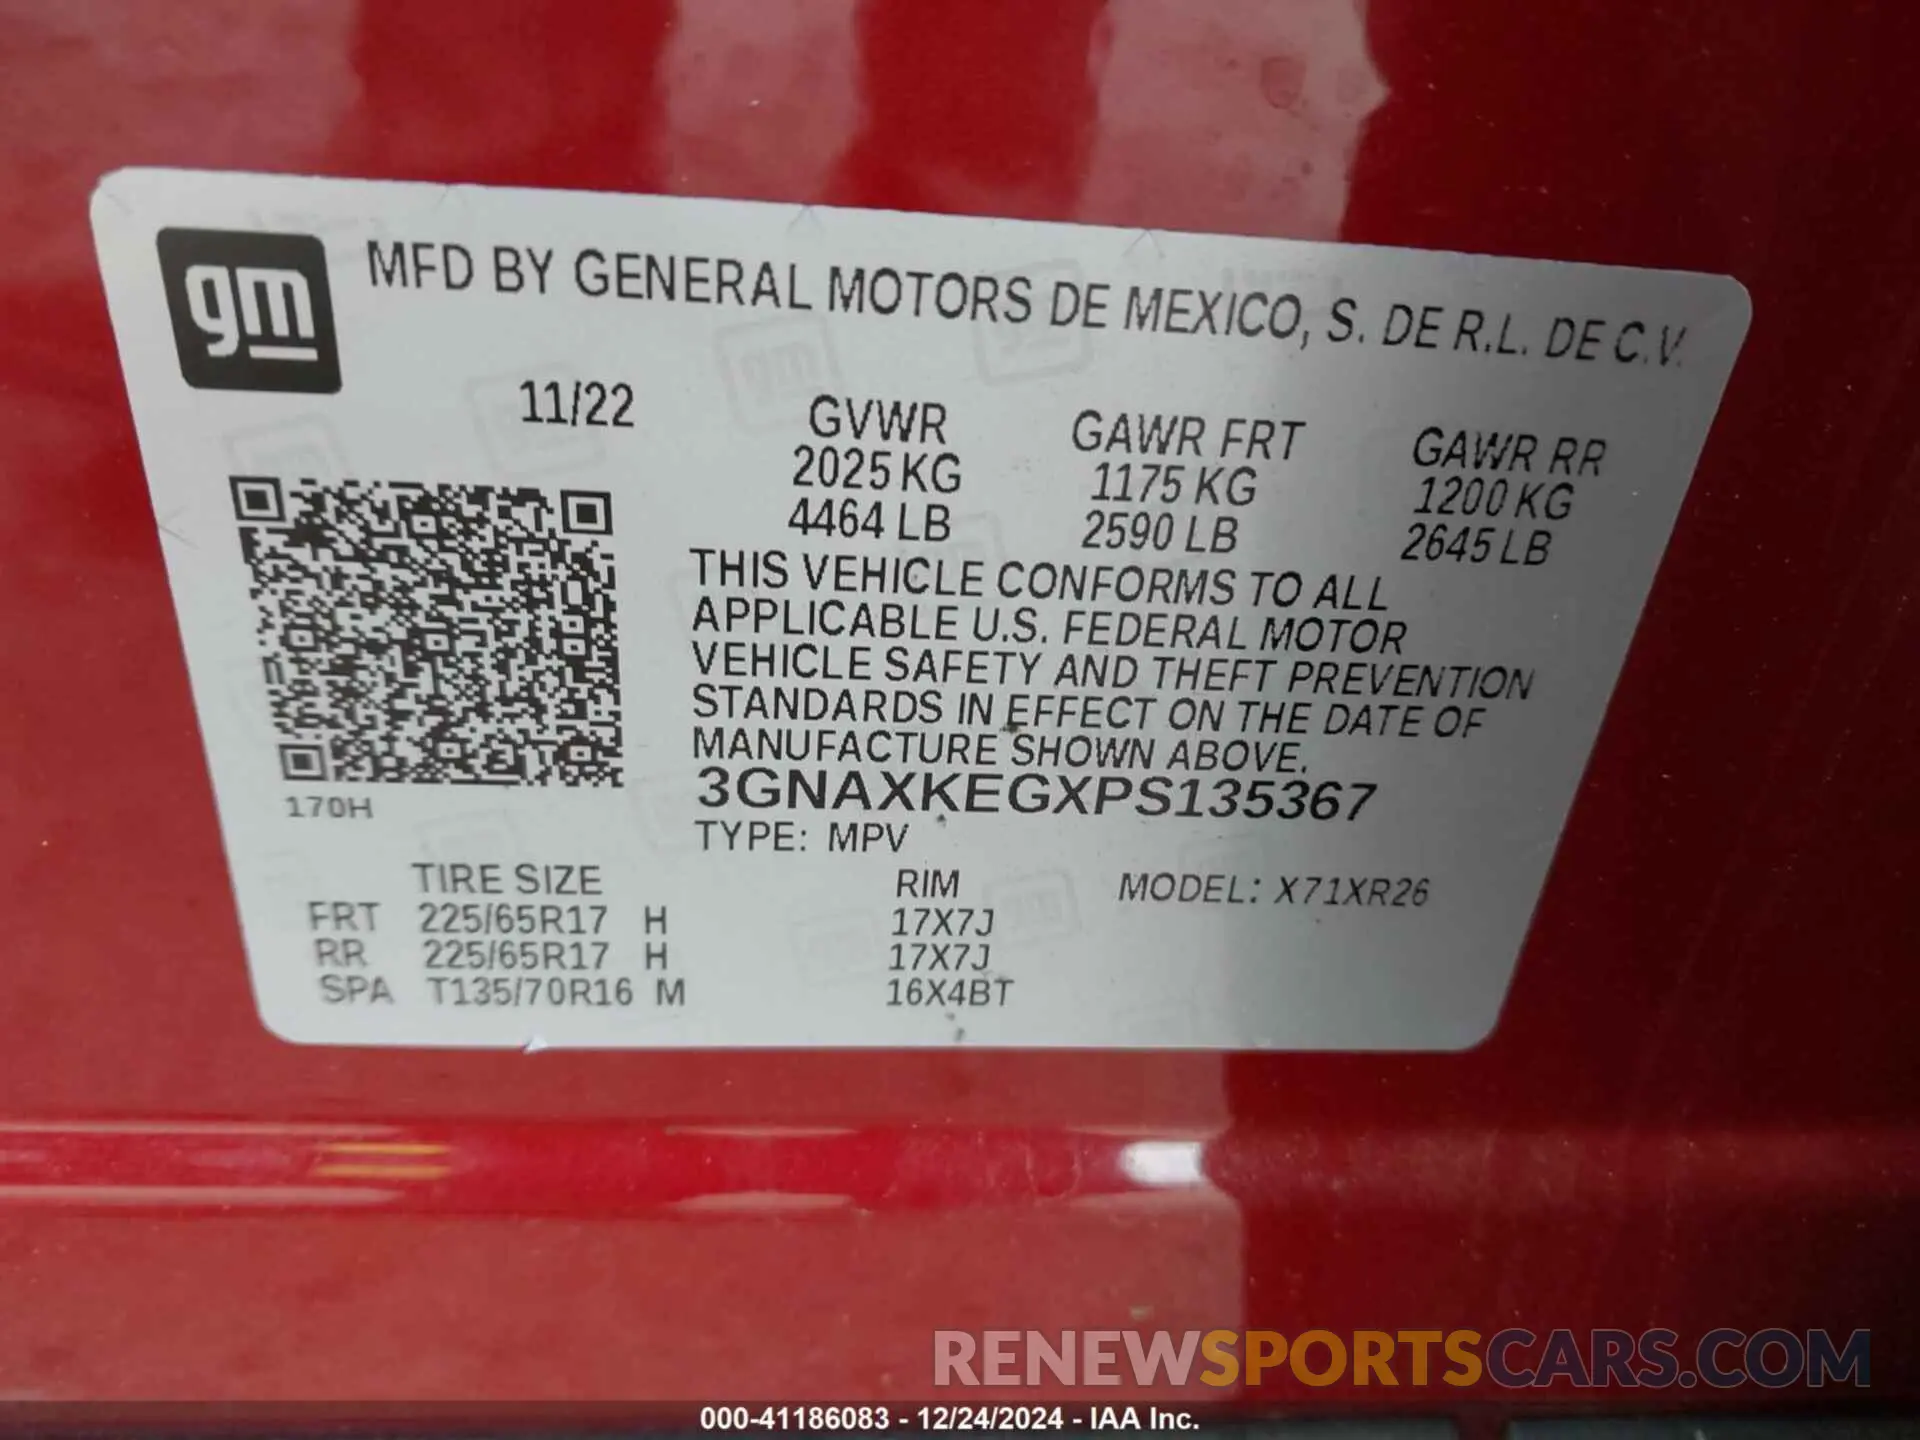 gm MFD BY GENERAL MOTORS DE MEXICO, S. DE R.L. DE C.V.
11/22 GVWR GAWR FRT GAWR RR
2025 KG 1175 KG 1200 KG
4464 LB 2590 LB 2645 LB
THIS VEHICLE CONFORMS TO ALL
APPLICABLE U.S. FEDERAL MOTOR
VEHICLE SAFETY AND THEFT PREVENTION
STANDARDS IN EFFECT ON THE DATE OF
MANUFACTURE SHOWN ABOVE.
3GNAXKEGXPS135367
170H
TYPE: MPV
TIRE SIZE RIM MODEL: X71XR26
FRT 225/65R17 H 17X7J
RR 225/65R17 H 17X7J
SPA T135/70R16 M 16X4BT
RENEWSPORTSCARS.COM
000-41186083 - 12/24/2024 - IAA Inc.